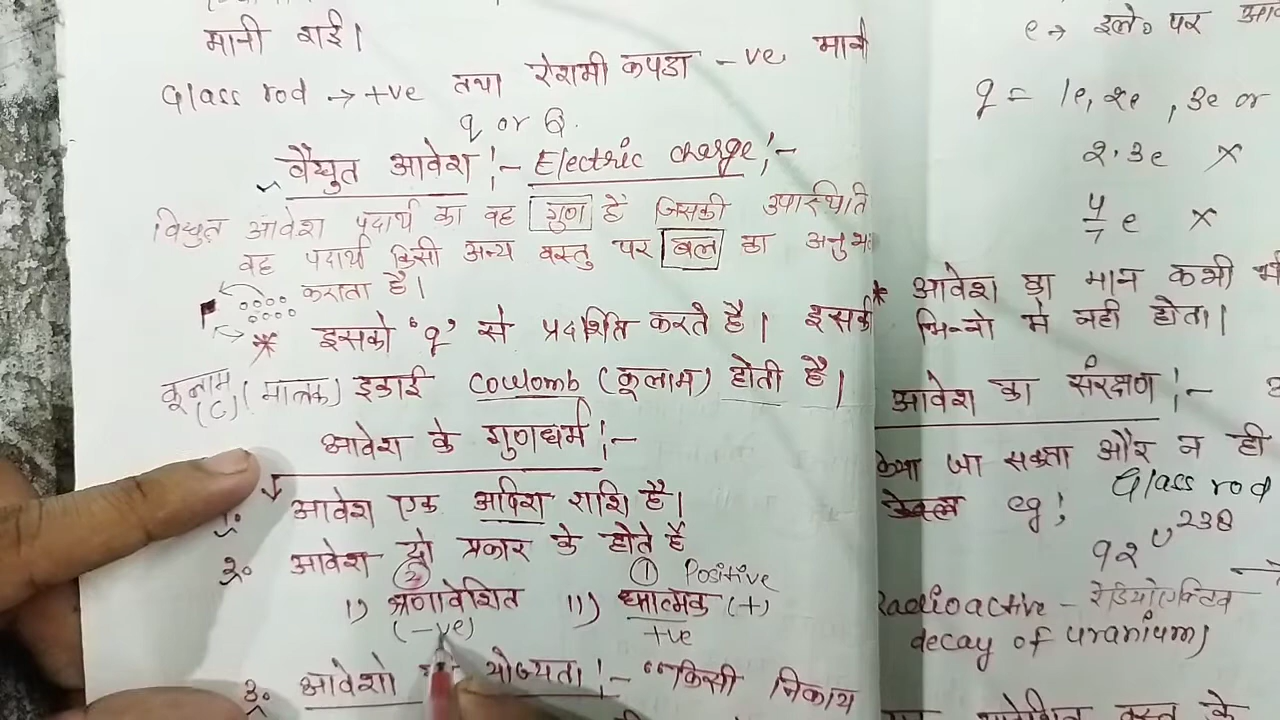 मानी गई।
Glass rod → +ve तथा रेशमी कपडा -ve माने
q or Q.
वैद्युत आवेश :- Electric charge :-
विद्युत आवेश पदार्थ का वह गुण है जिसकी उपस्थिति
वह पदार्थ किसी अन्य वस्तु पर बल का अनुभ
कराता है।
* इसको 'q' से प्रदर्शित करते है। इसकी
कूलाम (C) (मात्रक) इकाई Coulomb (कूलाम) होती है।
आवेश के गुणधर्म :-
1. आवेश एक अदिश राशि है।
2. आवेश दो प्रकार के होते है
② ① Positive
i) ऋणावेशित ii) धनात्मक (+)
(-ve) +ve
3. आवेशो योज्यता :- "किसी निकाय
e → इले० पर
q = 1e, 2e, 3e or
2.3e ×
4/7 e ×
* आवेश का मान कभी भी
भिन्नो मे नही होता।
आवेश का संरक्षण :-
किया जा सकता और न ही
केवल eg: Glass rod
92 U 238
Radioactive - रेडियोएक्टिव
decay of uranium)